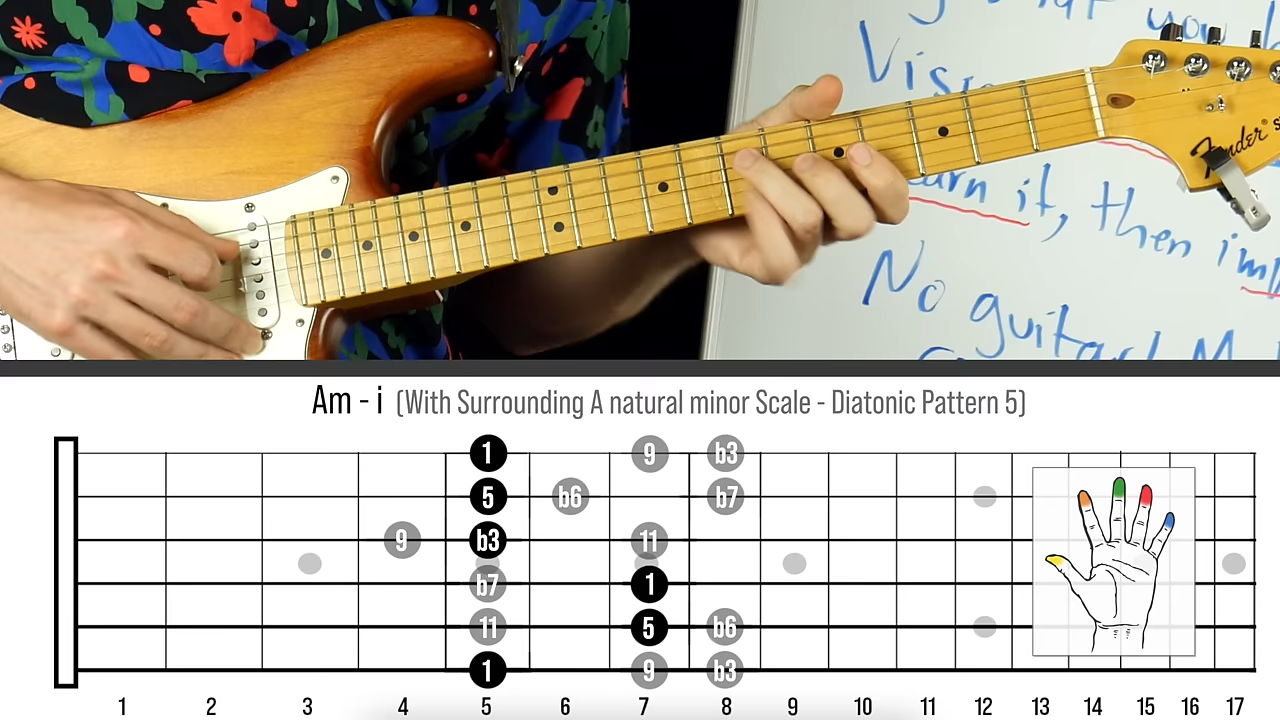 Vis
earn it, then im
No guitar! M
Fender
Am - i (With Surrounding A natural minor Scale - Diatonic Pattern 5)
1 9 b3
5 b6 b7
9 b3 11
b7 1
11 5 b6
1 9 b3
1 2 3 4 5 6 7 8 9 10 11 12 13 14 15 16 17